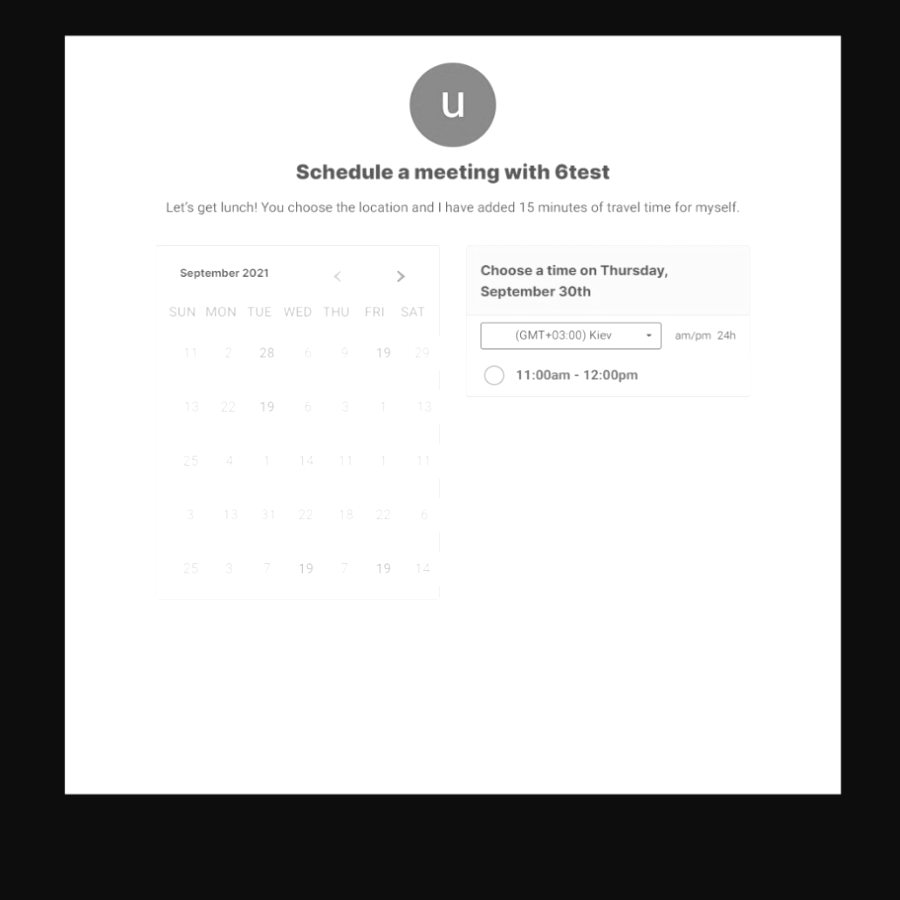 u
Schedule a meeting with 6test
Let's get lunch! You choose the location and I have added 15 minutes of travel time for myself.
September 2021 < >
SUN MON TUE WED THU FRI SAT
11 2 28 6 9 19 29
13 22 19 6 3 1 13
25 4 1 14 11 1 11
3 13 31 22 18 22 6
25 3 7 19 7 19 14
Choose a time on Thursday,
September 30th
(GMT+03:00) Kiev am/pm 24h
11:00am - 12:00pm